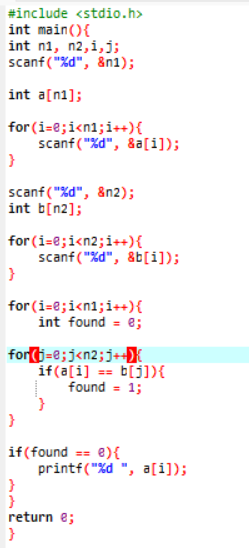 #include <stdio.h>
int main(){
int n1, n2,i,j;
scanf("%d", &n1);
int a[n1];
for(i=0;i<n1;i++){
    scanf("%d", &a[i]);
}
scanf("%d", &n2);
int b[n2];
for(i=0;i<n2;i++){
    scanf("%d", &b[i]);
}
for(i=0;i<n1;i++){
    int found = 0;
for(j=0;j<n2;j++){
    if(a[i] == b[j]){
        found = 1;
    }
}
if(found == 0){
    printf("%d ", a[i]);
}
}
return 0;
}